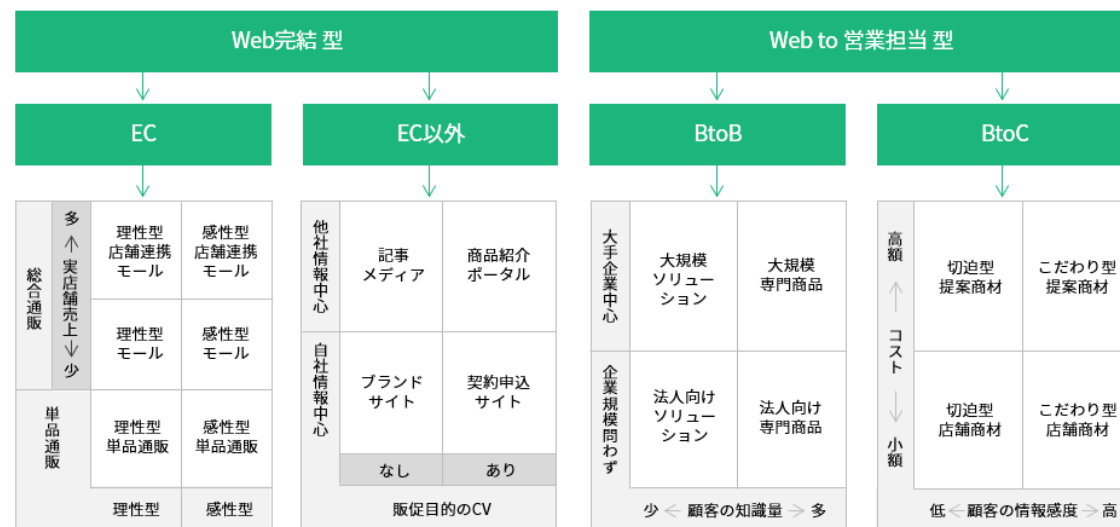 Web完結 型
Web to 営業担当 型
EC
EC以外
BtoB
BtoC
総合通販
多 ↑ 実店舗売上 ↓ 少
理性型
店舗連携
モール
感性型
店舗連携
モール
理性型
モール
感性型
モール
単品通販
理性型
単品通販
感性型
単品通販
理性型
感性型
他社情報中心
記事
メディア
商品紹介
ポータル
自社情報中心
ブランド
サイト
契約申込
サイト
なし
あり
販促目的のCV
大手企業中心
大規模
ソリュー
ション
大規模
専門商品
企業規模問わず
法人向け
ソリュー
ション
法人向け
専門商品
少 ← 顧客の知識量 → 多
高額 ↑ コスト ↓ 小額
切迫型
提案商材
こだわり型
提案商材
切迫型
店舗商材
こだわり型
店舗商材
低 ← 顧客の情報感度 → 高